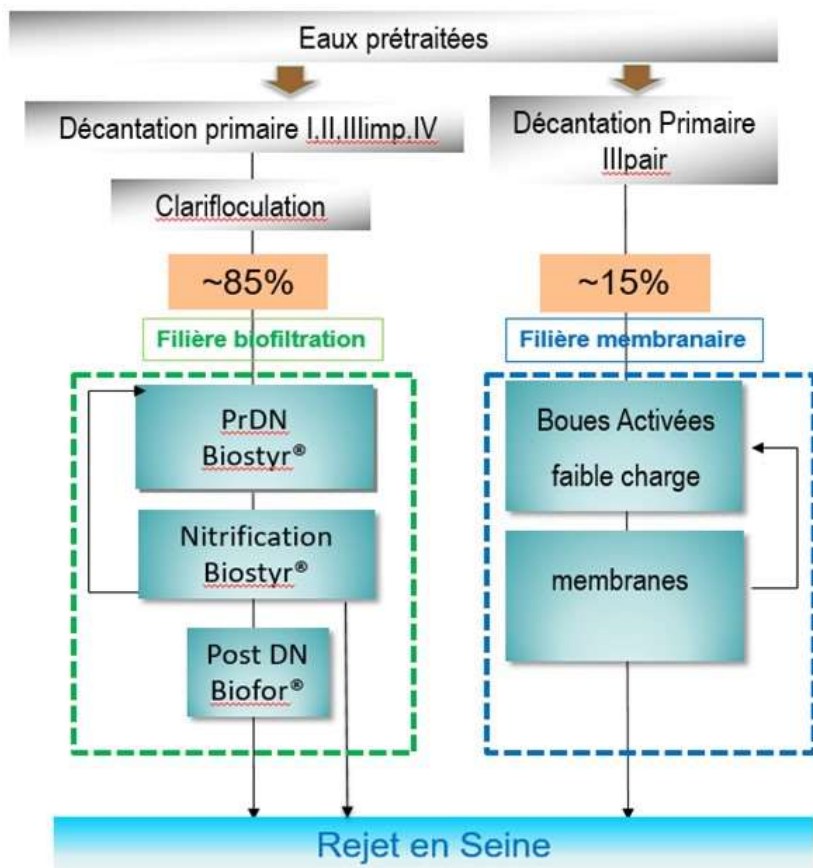 Eaux prétraitées
Décantation primaire I,II,IIIimp,IV
Décantation Primaire
IIIpair
Clarifloculation
~85%
~15%
Filière biofiltration
Filière membranaire
PrDN
Biostyr®
Boues Activées
faible charge
Nitrification
Biostyr®
membranes
Post DN
Biofor®
Rejet en Seine